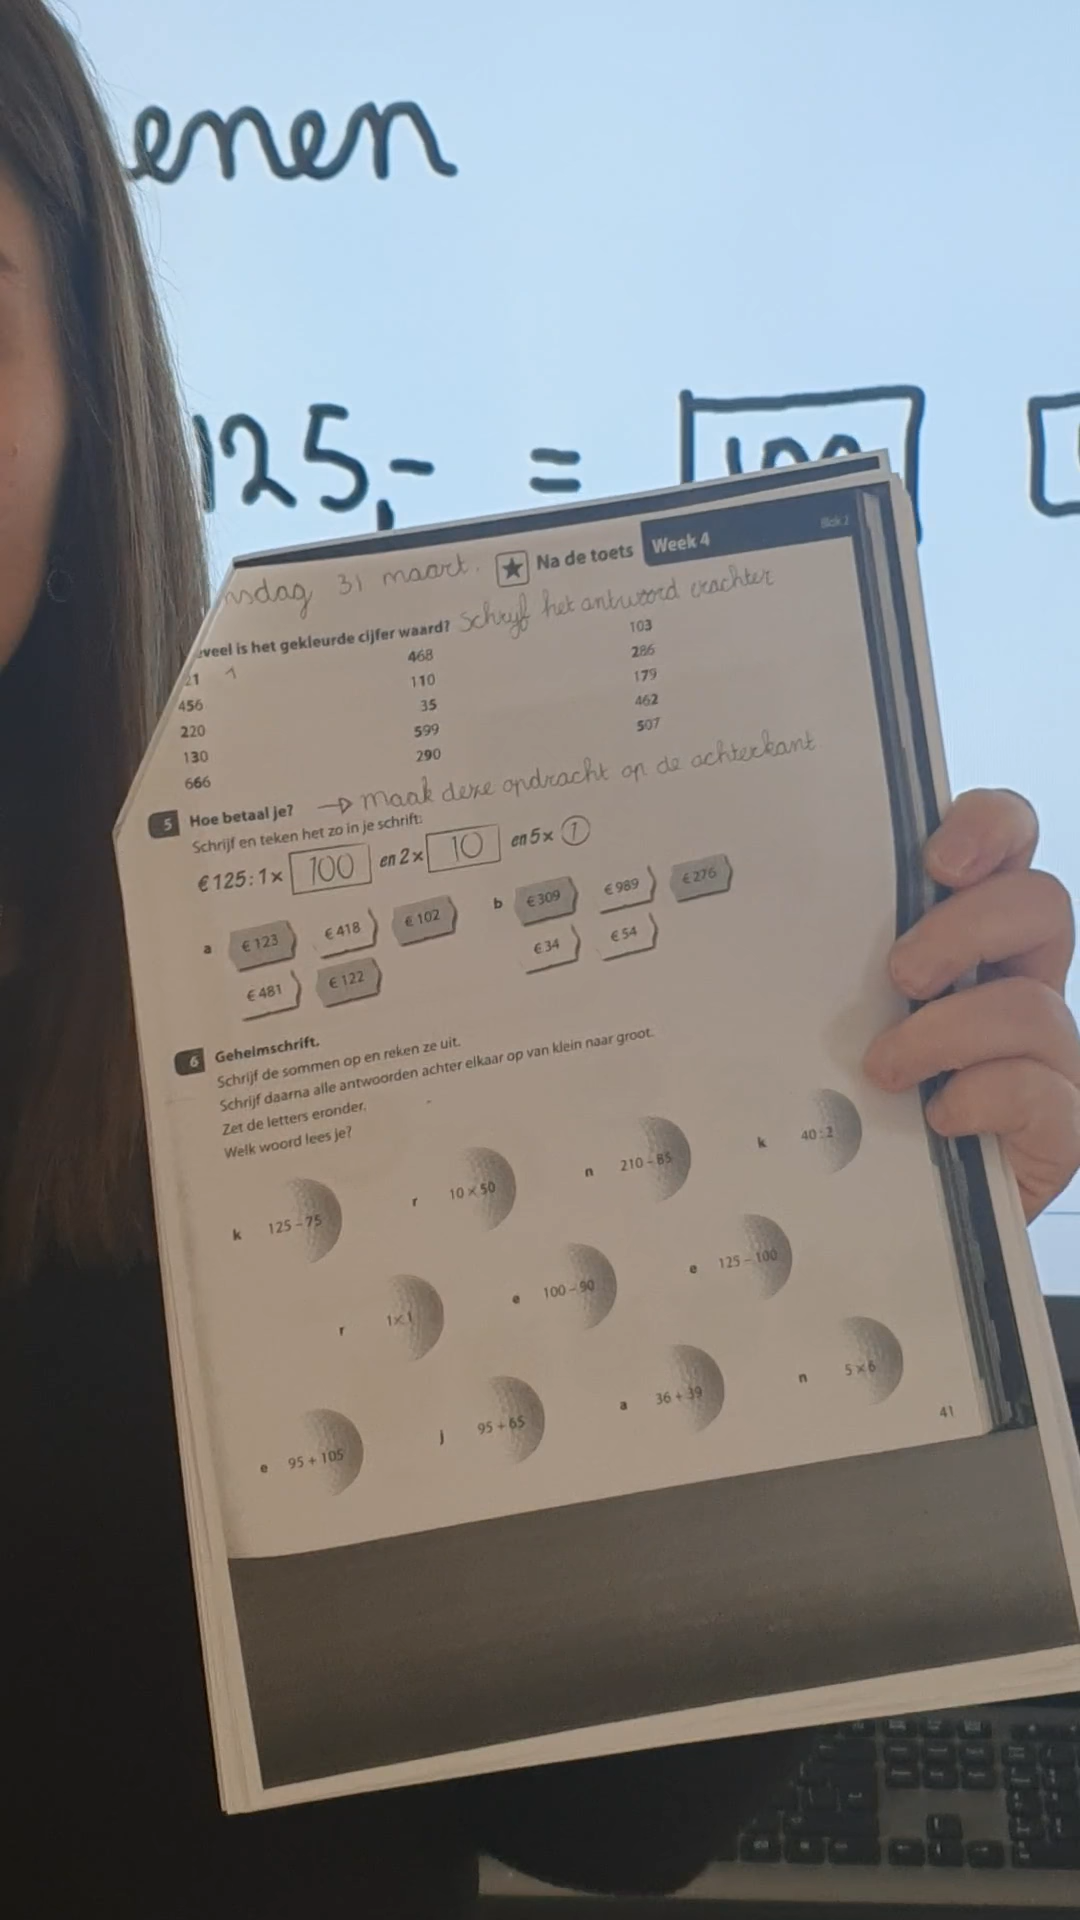 enen
125,- = 100
nsdag 31 maart. Na de toets Week 4 Blok 2
eveel is het gekleurde cijfer waard? Schrijf het antwoord erachter
21 1 468 103
456 110 286
220 35 179
130 599 462
666 290 507
5 Hoe betaal je? → maak deze opdracht op de achterkant.
Schrijf en teken het zo in je schrift:
€ 125 : 1 x 100 en 2 x 10 en 5 x 1
a € 123 € 418 € 102 b € 309 € 989 € 276
€ 481 € 122 € 34 € 54
6 Geheimschrift.
Schrijf de sommen op en reken ze uit.
Schrijf daarna alle antwoorden achter elkaar op van klein naar groot.
Zet de letters eronder.
Welk woord lees je?
k 125 - 75 r 10 x 50 n 210 - 85 k 40 : 2
r 1 x 1 e 100 - 90 e 125 - 100
e 95 + 105 j 95 + 65 a 36 + 39 n 5 x 6
41